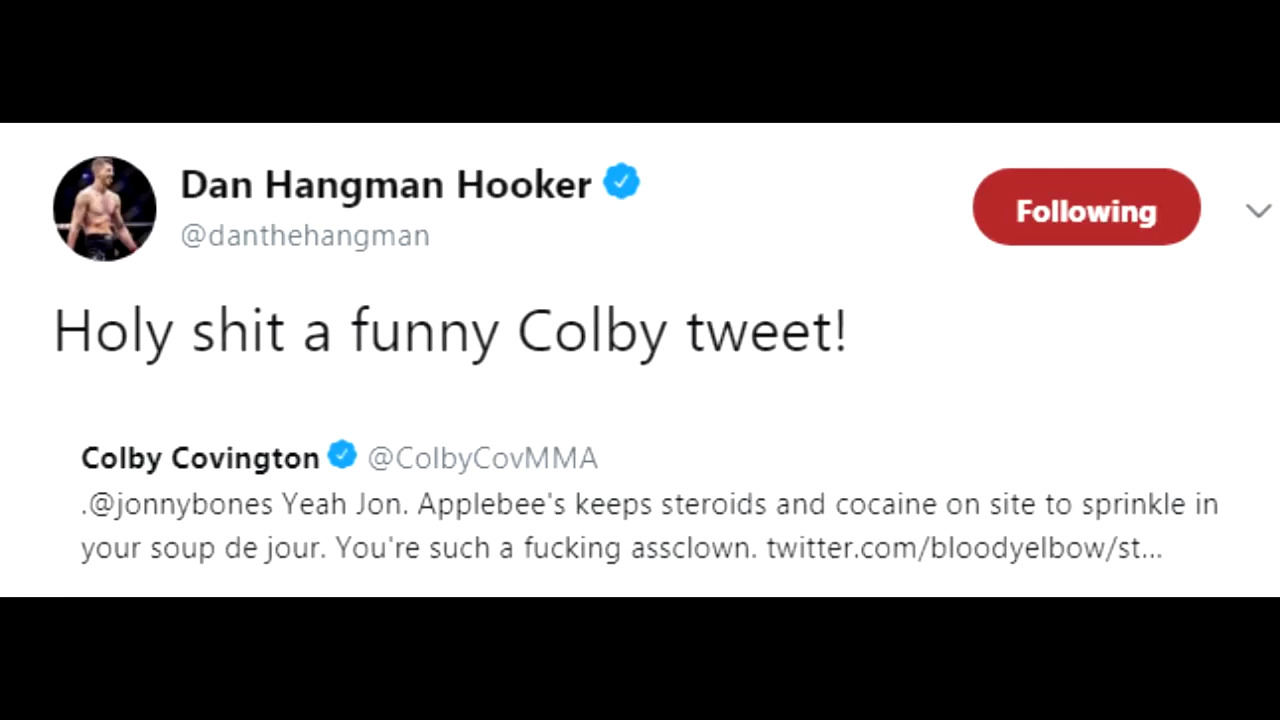 Dan Hangman Hooker
@danthehangman
Following
Holy shit a funny Colby tweet!
Colby Covington @ColbyCovMMA
.@jonnybones Yeah Jon. Applebee's keeps steroids and cocaine on site to sprinkle in
your soup de jour. You're such a fucking assclown. twitter.com/bloodyelbow/st...